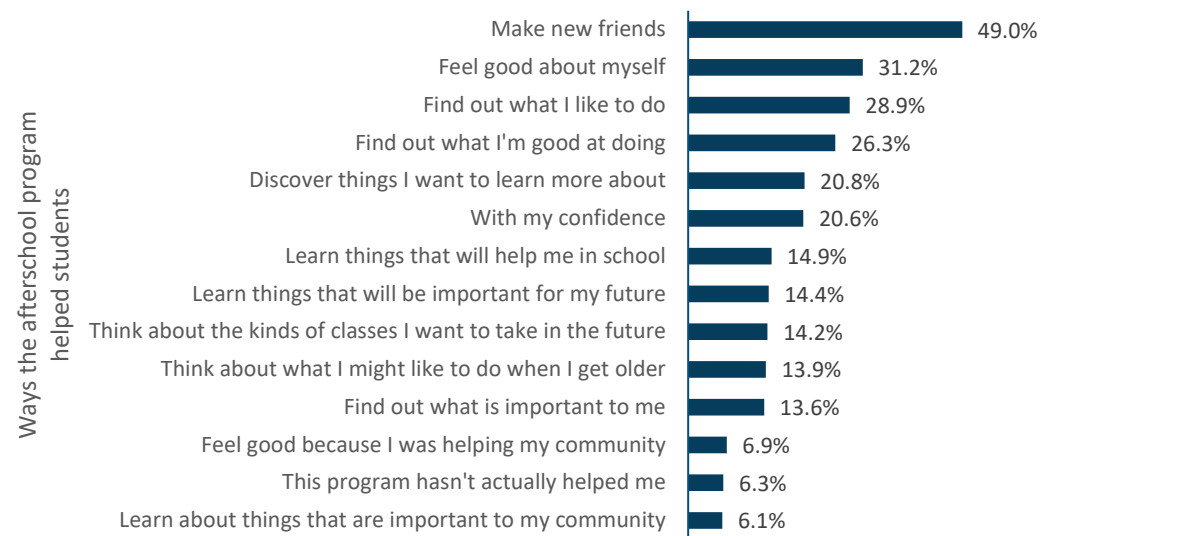 Ways the afterschool program
helped students
Make new friends 49.0%
Feel good about myself 31.2%
Find out what I like to do 28.9%
Find out what I'm good at doing 26.3%
Discover things I want to learn more about 20.8%
With my confidence 20.6%
Learn things that will help me in school 14.9%
Learn things that will be important for my future 14.4%
Think about the kinds of classes I want to take in the future 14.2%
Think about what I might like to do when I get older 13.9%
Find out what is important to me 13.6%
Feel good because I was helping my community 6.9%
This program hasn't actually helped me 6.3%
Learn about things that are important to my community 6.1%